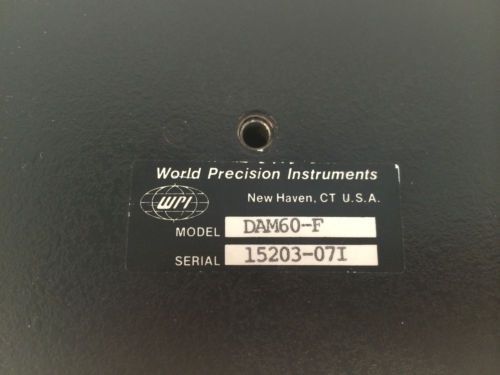 World Precision Instruments
WPI
New Haven, CT U.S.A.
MODEL DAM60-F
SERIAL 15203-07I